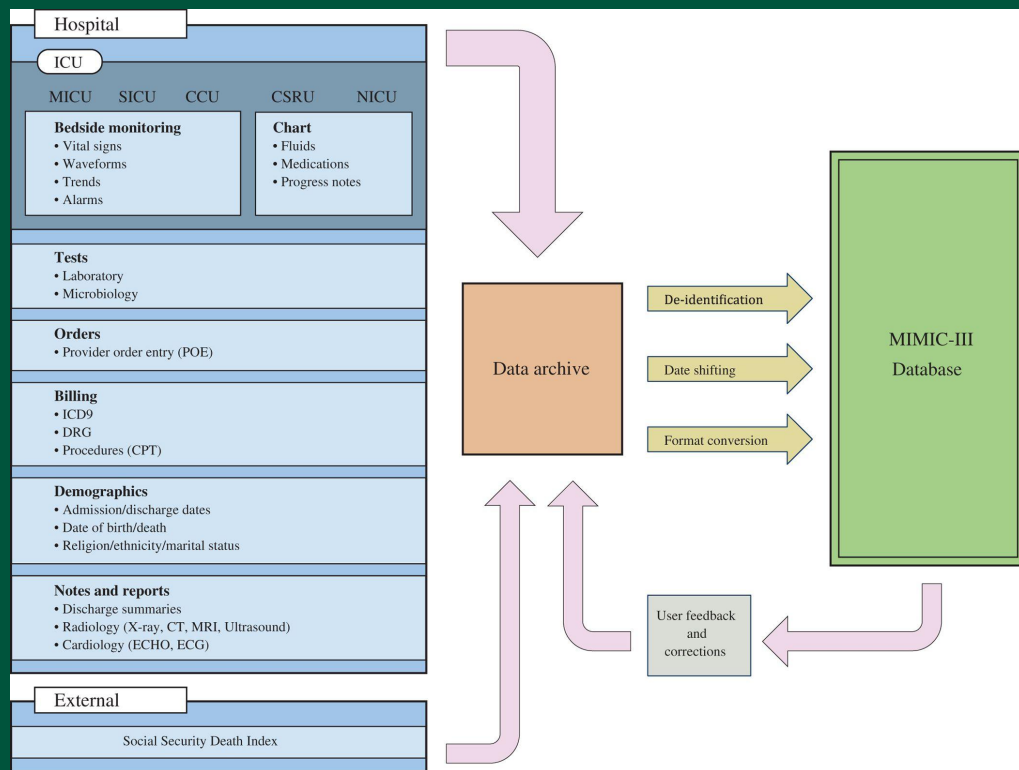 Hospital
ICU
MICU SICU CCU CSRU NICU
Bedside monitoring
• Vital signs
• Waveforms
• Trends
• Alarms
Chart
• Fluids
• Medications
• Progress notes
Tests
• Laboratory
• Microbiology
Orders
• Provider order entry (POE)
Billing
• ICD9
• DRG
• Procedures (CPT)
Demographics
• Admission/discharge dates
• Date of birth/death
• Religion/ethnicity/marital status
Notes and reports
• Discharge summaries
• Radiology (X-ray, CT, MRI, Ultrasound)
• Cardiology (ECHO, ECG)
External
Social Security Death Index
Data archive
De-identification
Date shifting
Format conversion
MIMIC-III
Database
User feedback
and
corrections